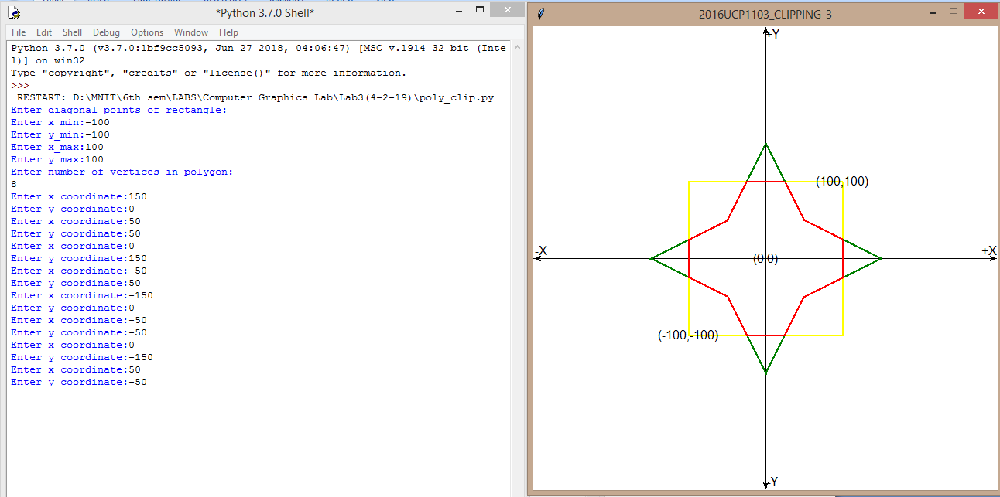 *Python 3.7.0 Shell*
File Edit Shell Debug Options Window Help
Python 3.7.0 (v3.7.0:1bf9cc5093, Jun 27 2018, 04:06:47) [MSC v.1914 32 bit (Inte
l)] on win32
Type "copyright", "credits" or "license()" for more information.
>>>
RESTART: D:\MNIT\6th sem\LABS\Computer Graphics Lab\Lab3(4-2-19)\poly_clip.py
Enter diagonal points of rectangle:
Enter x_min:-100
Enter y_min:-100
Enter x_max:100
Enter y_max:100
Enter number of vertices in polygon:
8
Enter x coordinate:150
Enter y coordinate:0
Enter x coordinate:50
Enter y coordinate:50
Enter x coordinate:0
Enter y coordinate:150
Enter x coordinate:-50
Enter y coordinate:50
Enter x coordinate:-150
Enter y coordinate:0
Enter x coordinate:-50
Enter y coordinate:-50
Enter x coordinate:0
Enter y coordinate:-150
Enter x coordinate:50
Enter y coordinate:-50
2016UCP1103_CLIPPING-3
+Y
(100,100)
-X
(0,0)
+X
(-100,-100)
-Y